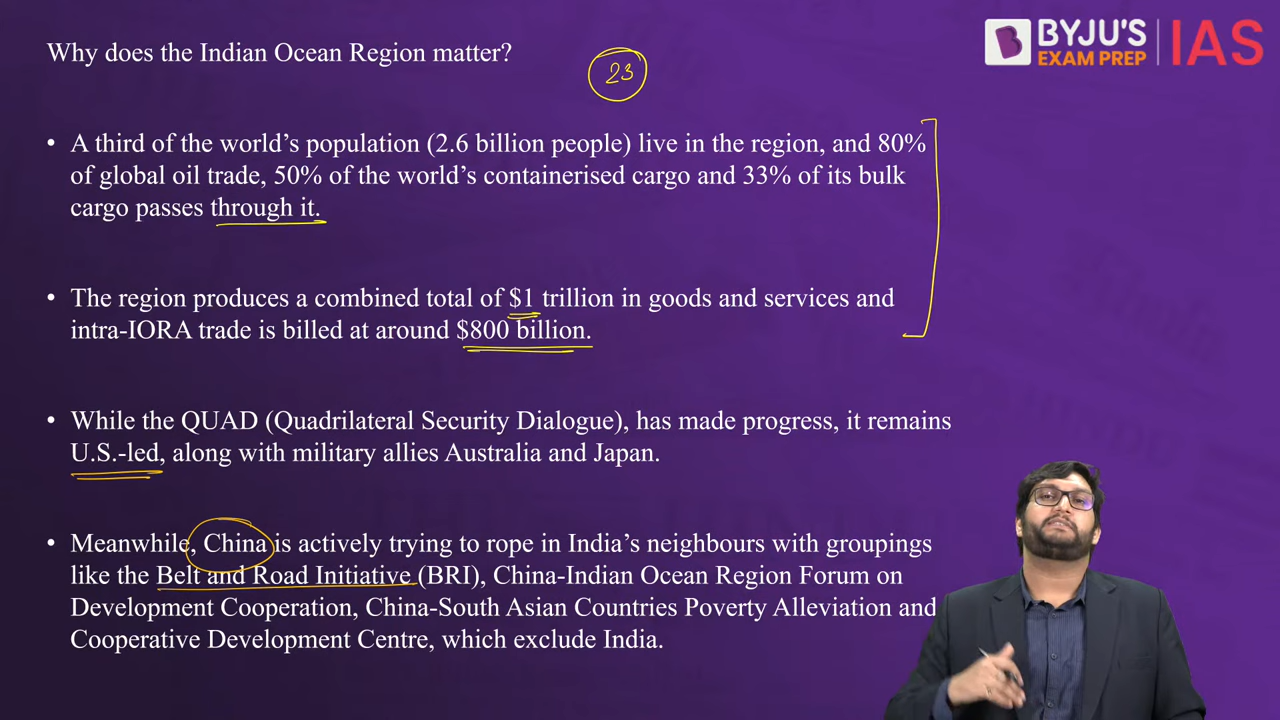 Why does the Indian Ocean Region matter?
23
BYJU'S
EXAM PREP
IAS
• A third of the world's population (2.6 billion people) live in the region, and 80%
of global oil trade, 50% of the world's containerised cargo and 33% of its bulk
cargo passes through it.
• The region produces a combined total of $1 trillion in goods and services and
intra-IORA trade is billed at around $800 billion.
• While the QUAD (Quadrilateral Security Dialogue), has made progress, it remains
U.S.-led, along with military allies Australia and Japan.
• Meanwhile, China is actively trying to rope in India's neighbours with groupings
like the Belt and Road Initiative (BRI), China-Indian Ocean Region Forum on
Development Cooperation, China-South Asian Countries Poverty Alleviation and
Cooperative Development Centre, which exclude India.